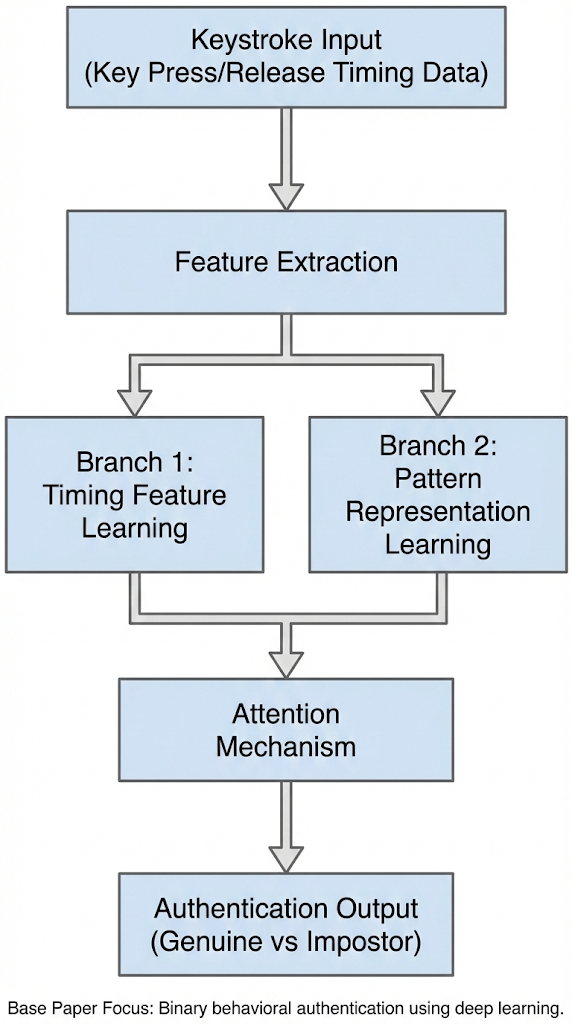 Keystroke Input
(Key Press/Release Timing Data)
Feature Extraction
Branch 1:
Timing Feature
Learning
Branch 2:
Pattern
Representation
Learning
Attention
Mechanism
Authentication Output
(Genuine vs Impostor)
Base Paper Focus: Binary behavioral authentication using deep learning.